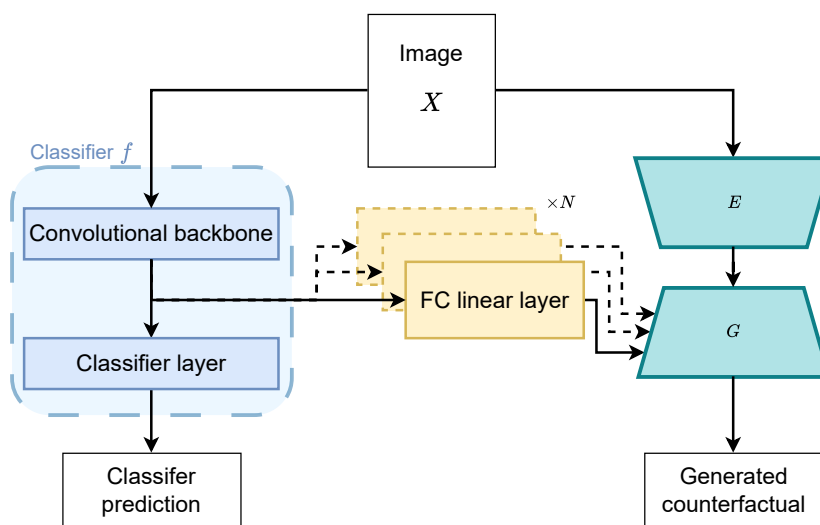 Image
X
Classifier f
×N
E
Convolutional backbone
FC linear layer
G
Classifier layer
Classifer
prediction
Generated
counterfactual